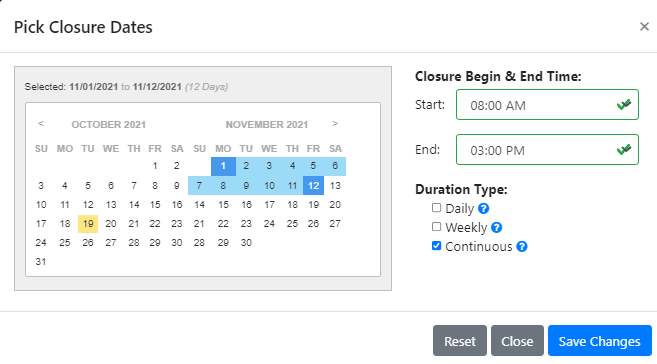 Pick Closure Dates ×
Selected: 11/01/2021 to 11/12/2021 (12 Days)
< OCTOBER 2021 NOVEMBER 2021 >
SU MO TU WE TH FR SA SU MO TU WE TH FR SA
1 2 1 2 3 4 5 6
3 4 5 6 7 8 9 7 8 9 10 11 12 13
10 11 12 13 14 15 16 14 15 16 17 18 19 20
17 18 19 20 21 22 23 21 22 23 24 25 26 27
24 25 26 27 28 29 30 28 29 30
31
Closure Begin & End Time:
Start: 08:00 AM
End: 03:00 PM
Duration Type:
Daily ?
Weekly ?
Continuous ?
Reset Close Save Changes